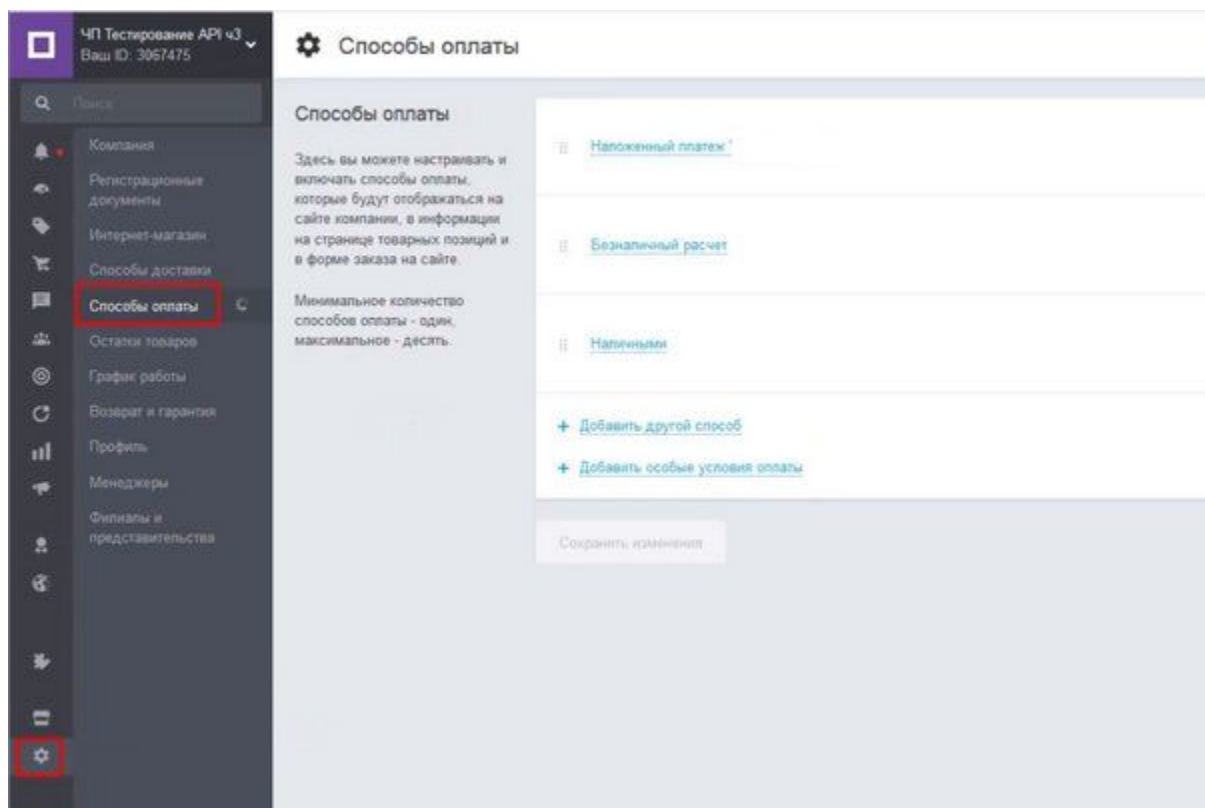 ЧП Тестирование API ч3
Ваш ID: 3067475
Способы оплаты
Поиск
Компания
Регистрационные
документы
Интернет-магазин
Способы доставки
Способы оплаты
Остатки товаров
График работы
Возврат и гарантия
Профиль
Менеджеры
Филиалы и
представительства
Способы оплаты
Здесь вы можете настраивать и
включать способы оплаты,
которые будут отображаться на
сайте компании, в информации
на странице товарных позиций и
в форме заказа на сайте.
Минимальное количество
способов оплаты - один,
максимальное - десять.
Наложенный платеж '
Безналичный расчет
Наличными
+ Добавить другой способ
+ Добавить особые условия оплаты
Сохранить изменения